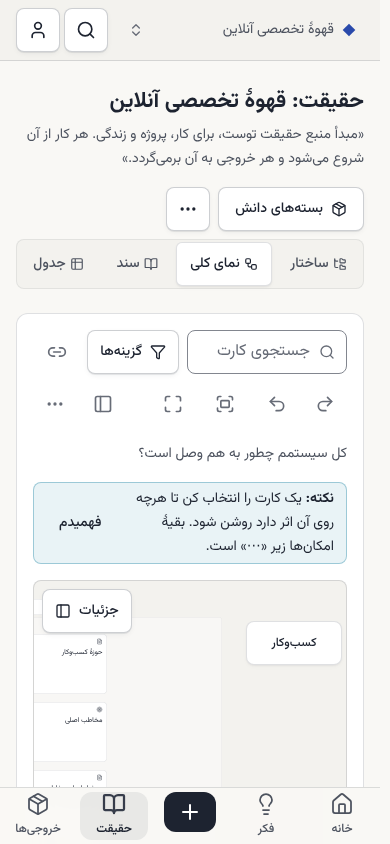 قهوهٔ تخصصی آنلاین
حقیقت: قهوهٔ تخصصی آنلاین
«مبدأ منبع حقیقت توست، برای کار، پروژه و زندگی. هر کار از آن
شروع می‌شود و هر خروجی به آن برمی‌گردد.»
بسته‌های دانش
ساختار
نمای کلی
سند
جدول
جستجوی کارت
گزینه‌ها
کل سیستمم چطور به هم وصل است؟
نکته: یک کارت را انتخاب کن تا هرچه
روی آن اثر دارد روشن شود. بقیهٔ
امکان‌ها زیر «···» است.
فهمیدم
جزئیات
کسب‌وکار
حوزهٔ کسب‌وکار
مخاطب اصلی
خانه
فکر
حقیقت
خروجی‌ها